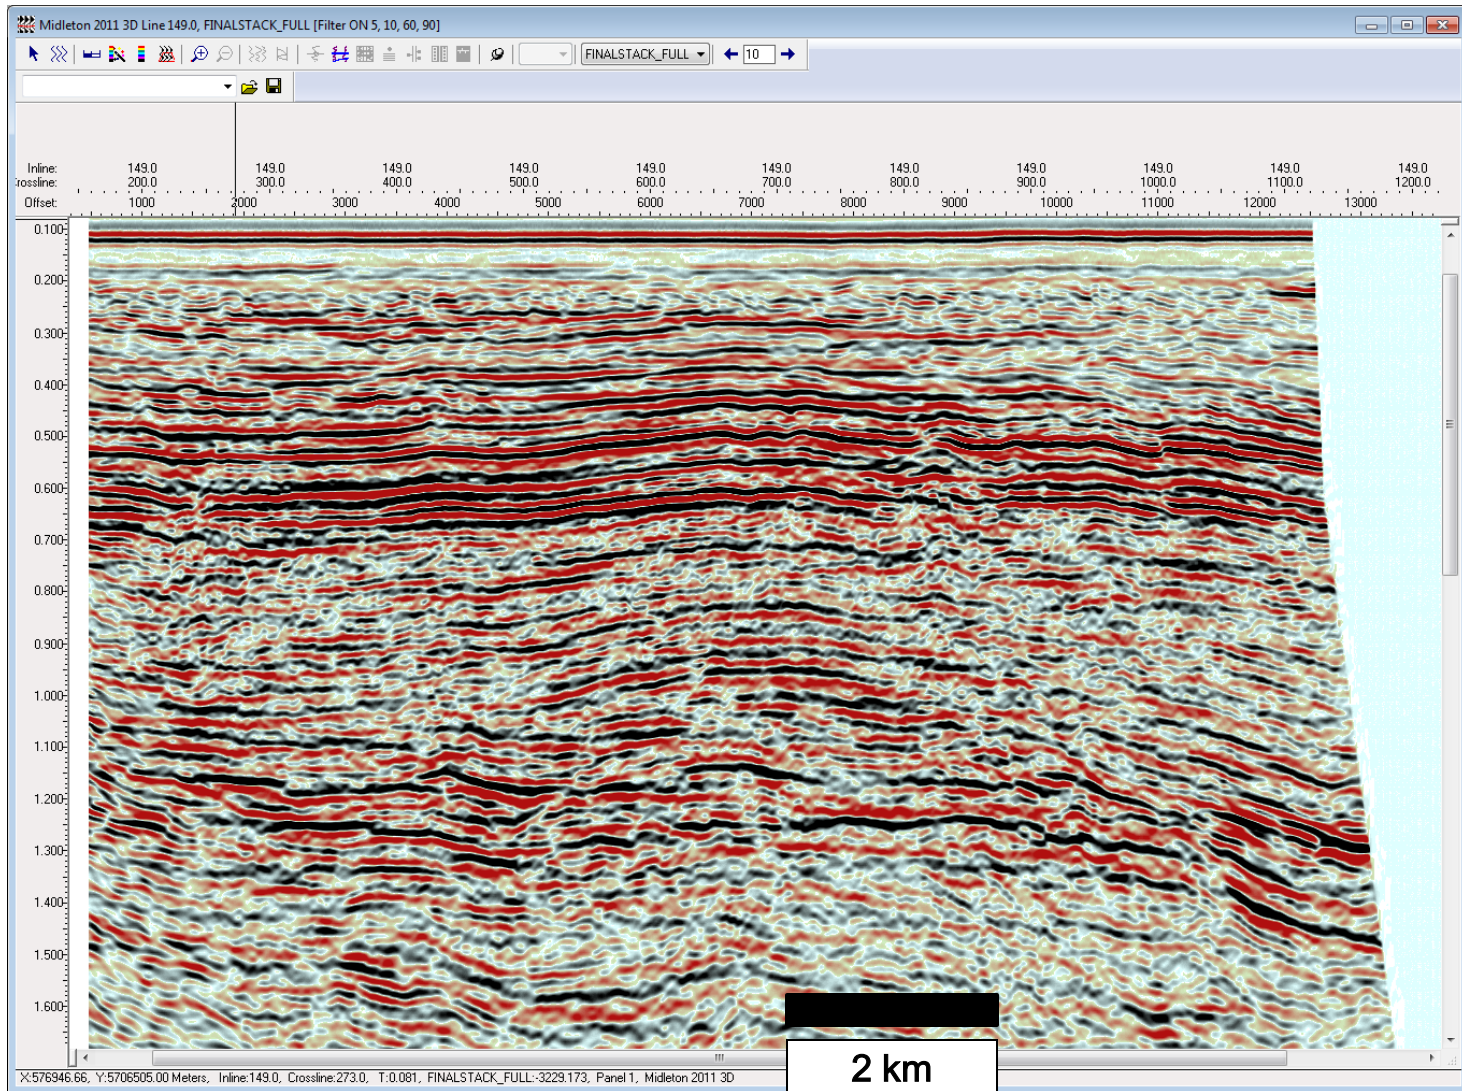 Midleton 2011 3D Line 149.0, FINALSTACK_FULL [Filter ON 5, 10, 60, 90]
FINALSTACK_FULL 10
Inline: 149.0 149.0 149.0 149.0 149.0 149.0 149.0 149.0 149.0 149.0 149.0
rossline: 200.0 300.0 400.0 500.0 600.0 700.0 800.0 900.0 1000.0 1100.0 1200.0
Offset: 1000 2000 3000 4000 5000 6000 7000 8000 9000 10000 11000 12000 13000
0.100
0.200
0.300
0.400
0.500
0.600
0.700
0.800
0.900
1.000
1.100
1.200
1.300
1.400
1.500
1.600
2 km
X:576946.66, Y:5706505.00 Meters, Inline:149.0, Crossline:273.0, T:0.081, FINALSTACK_FULL:-3229.173, Panel 1, Midleton 2011 3D